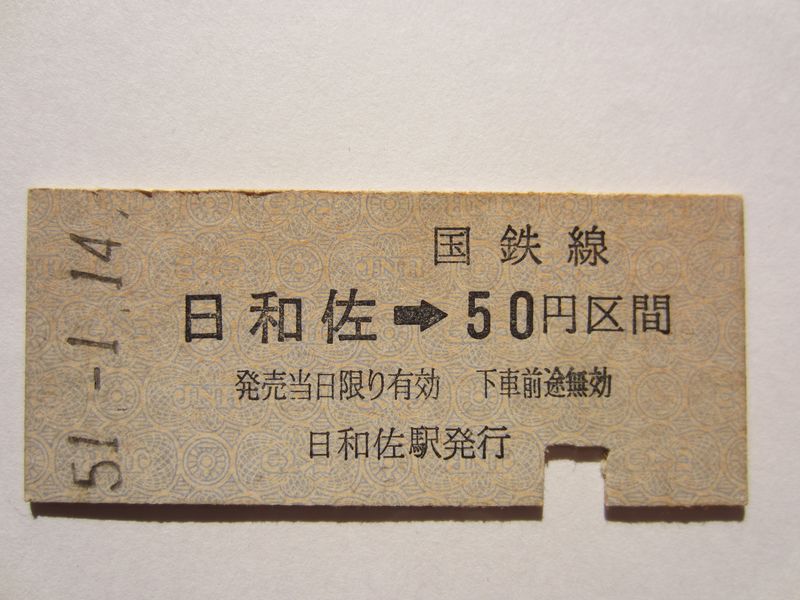 51.-1.14.
国鉄線
日和佐➡50円区間
発売当日限り有効 下車前途無効
日和佐駅発行